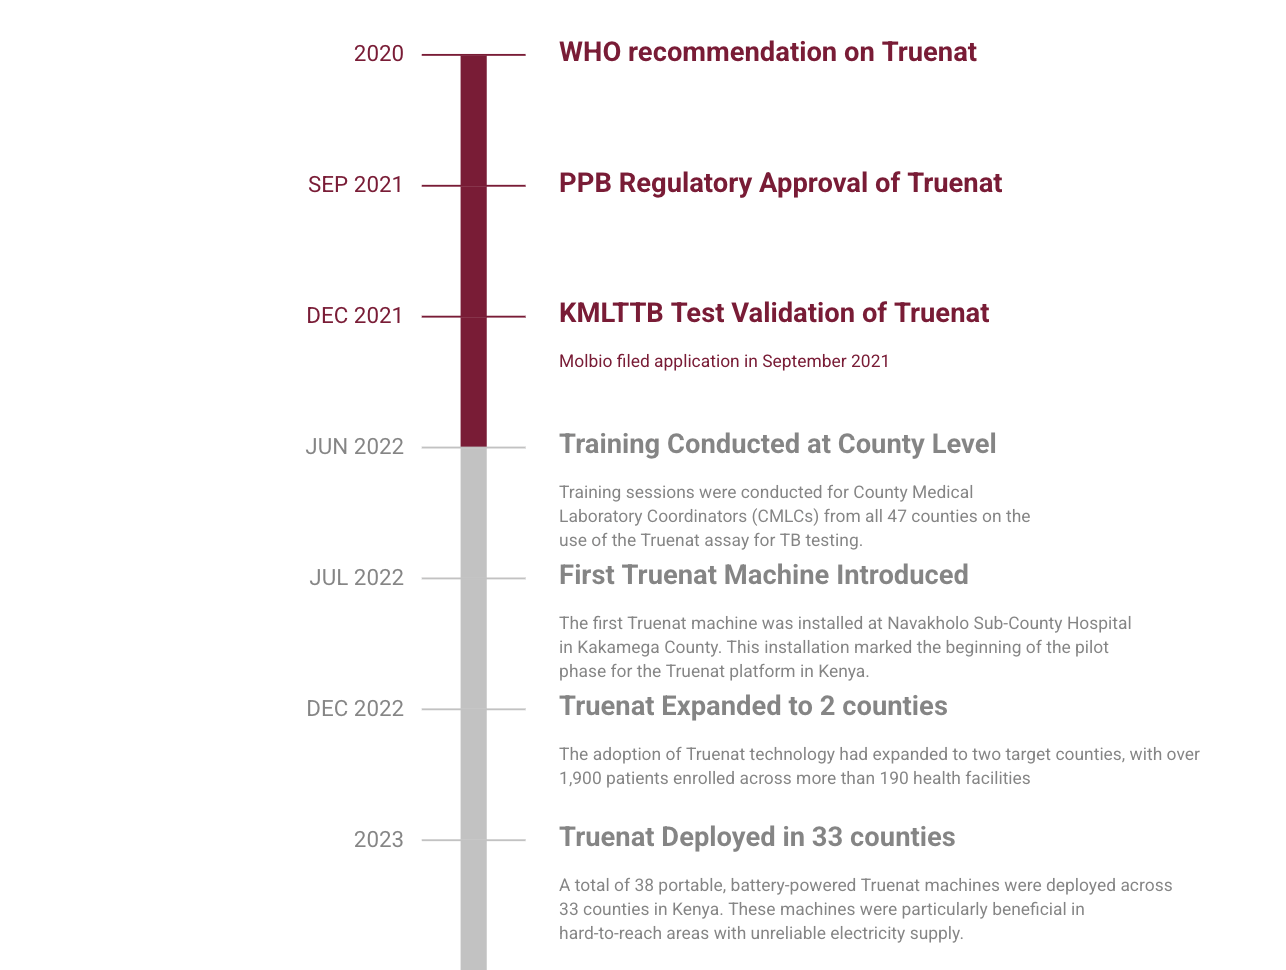 2020
WHO recommendation on Truenat
SEP 2021
PPB Regulatory Approval of Truenat
DEC 2021
KMLTTB Test Validation of Truenat
Molbio filed application in September 2021
JUN 2022
Training Conducted at County Level
Training sessions were conducted for County Medical
Laboratory Coordinators (CMLCs) from all 47 counties on the
use of the Truenat assay for TB testing.
JUL 2022
First Truenat Machine Introduced
The first Truenat machine was installed at Navakholo Sub-County Hospital
in Kakamega County. This installation marked the beginning of the pilot
phase for the Truenat platform in Kenya.
DEC 2022
Truenat Expanded to 2 counties
The adoption of Truenat technology had expanded to two target counties, with over
1,900 patients enrolled across more than 190 health facilities
2023
Truenat Deployed in 33 counties
A total of 38 portable, battery-powered Truenat machines were deployed across
33 counties in Kenya. These machines were particularly beneficial in
hard-to-reach areas with unreliable electricity supply.